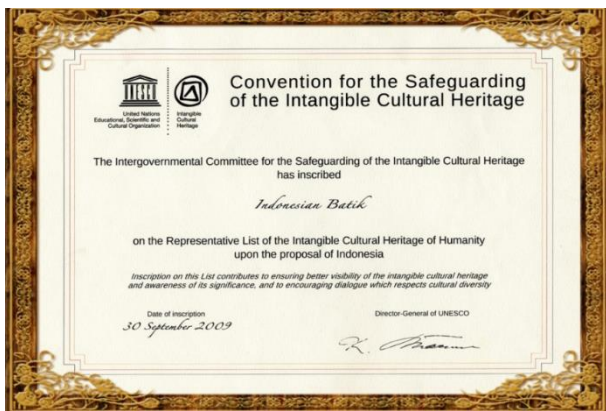 Convention for the Safeguarding
of the Intangible Cultural Heritage
United Nations
Educational, Scientific and
Cultural Organization
Intangible
Cultural
Heritage
The Intergovernmental Committee for the Safeguarding of the Intangible Cultural Heritage
has inscribed
Indonesian Batik
on the Representative List of the Intangible Cultural Heritage of Humanity
upon the proposal of Indonesia
Inscription on this List contributes to ensuring better visibility of the intangible cultural heritage
and awareness of its significance, and to encouraging dialogue which respects cultural diversity
Date of inscription
30 September 2009
Director-General of UNESCO